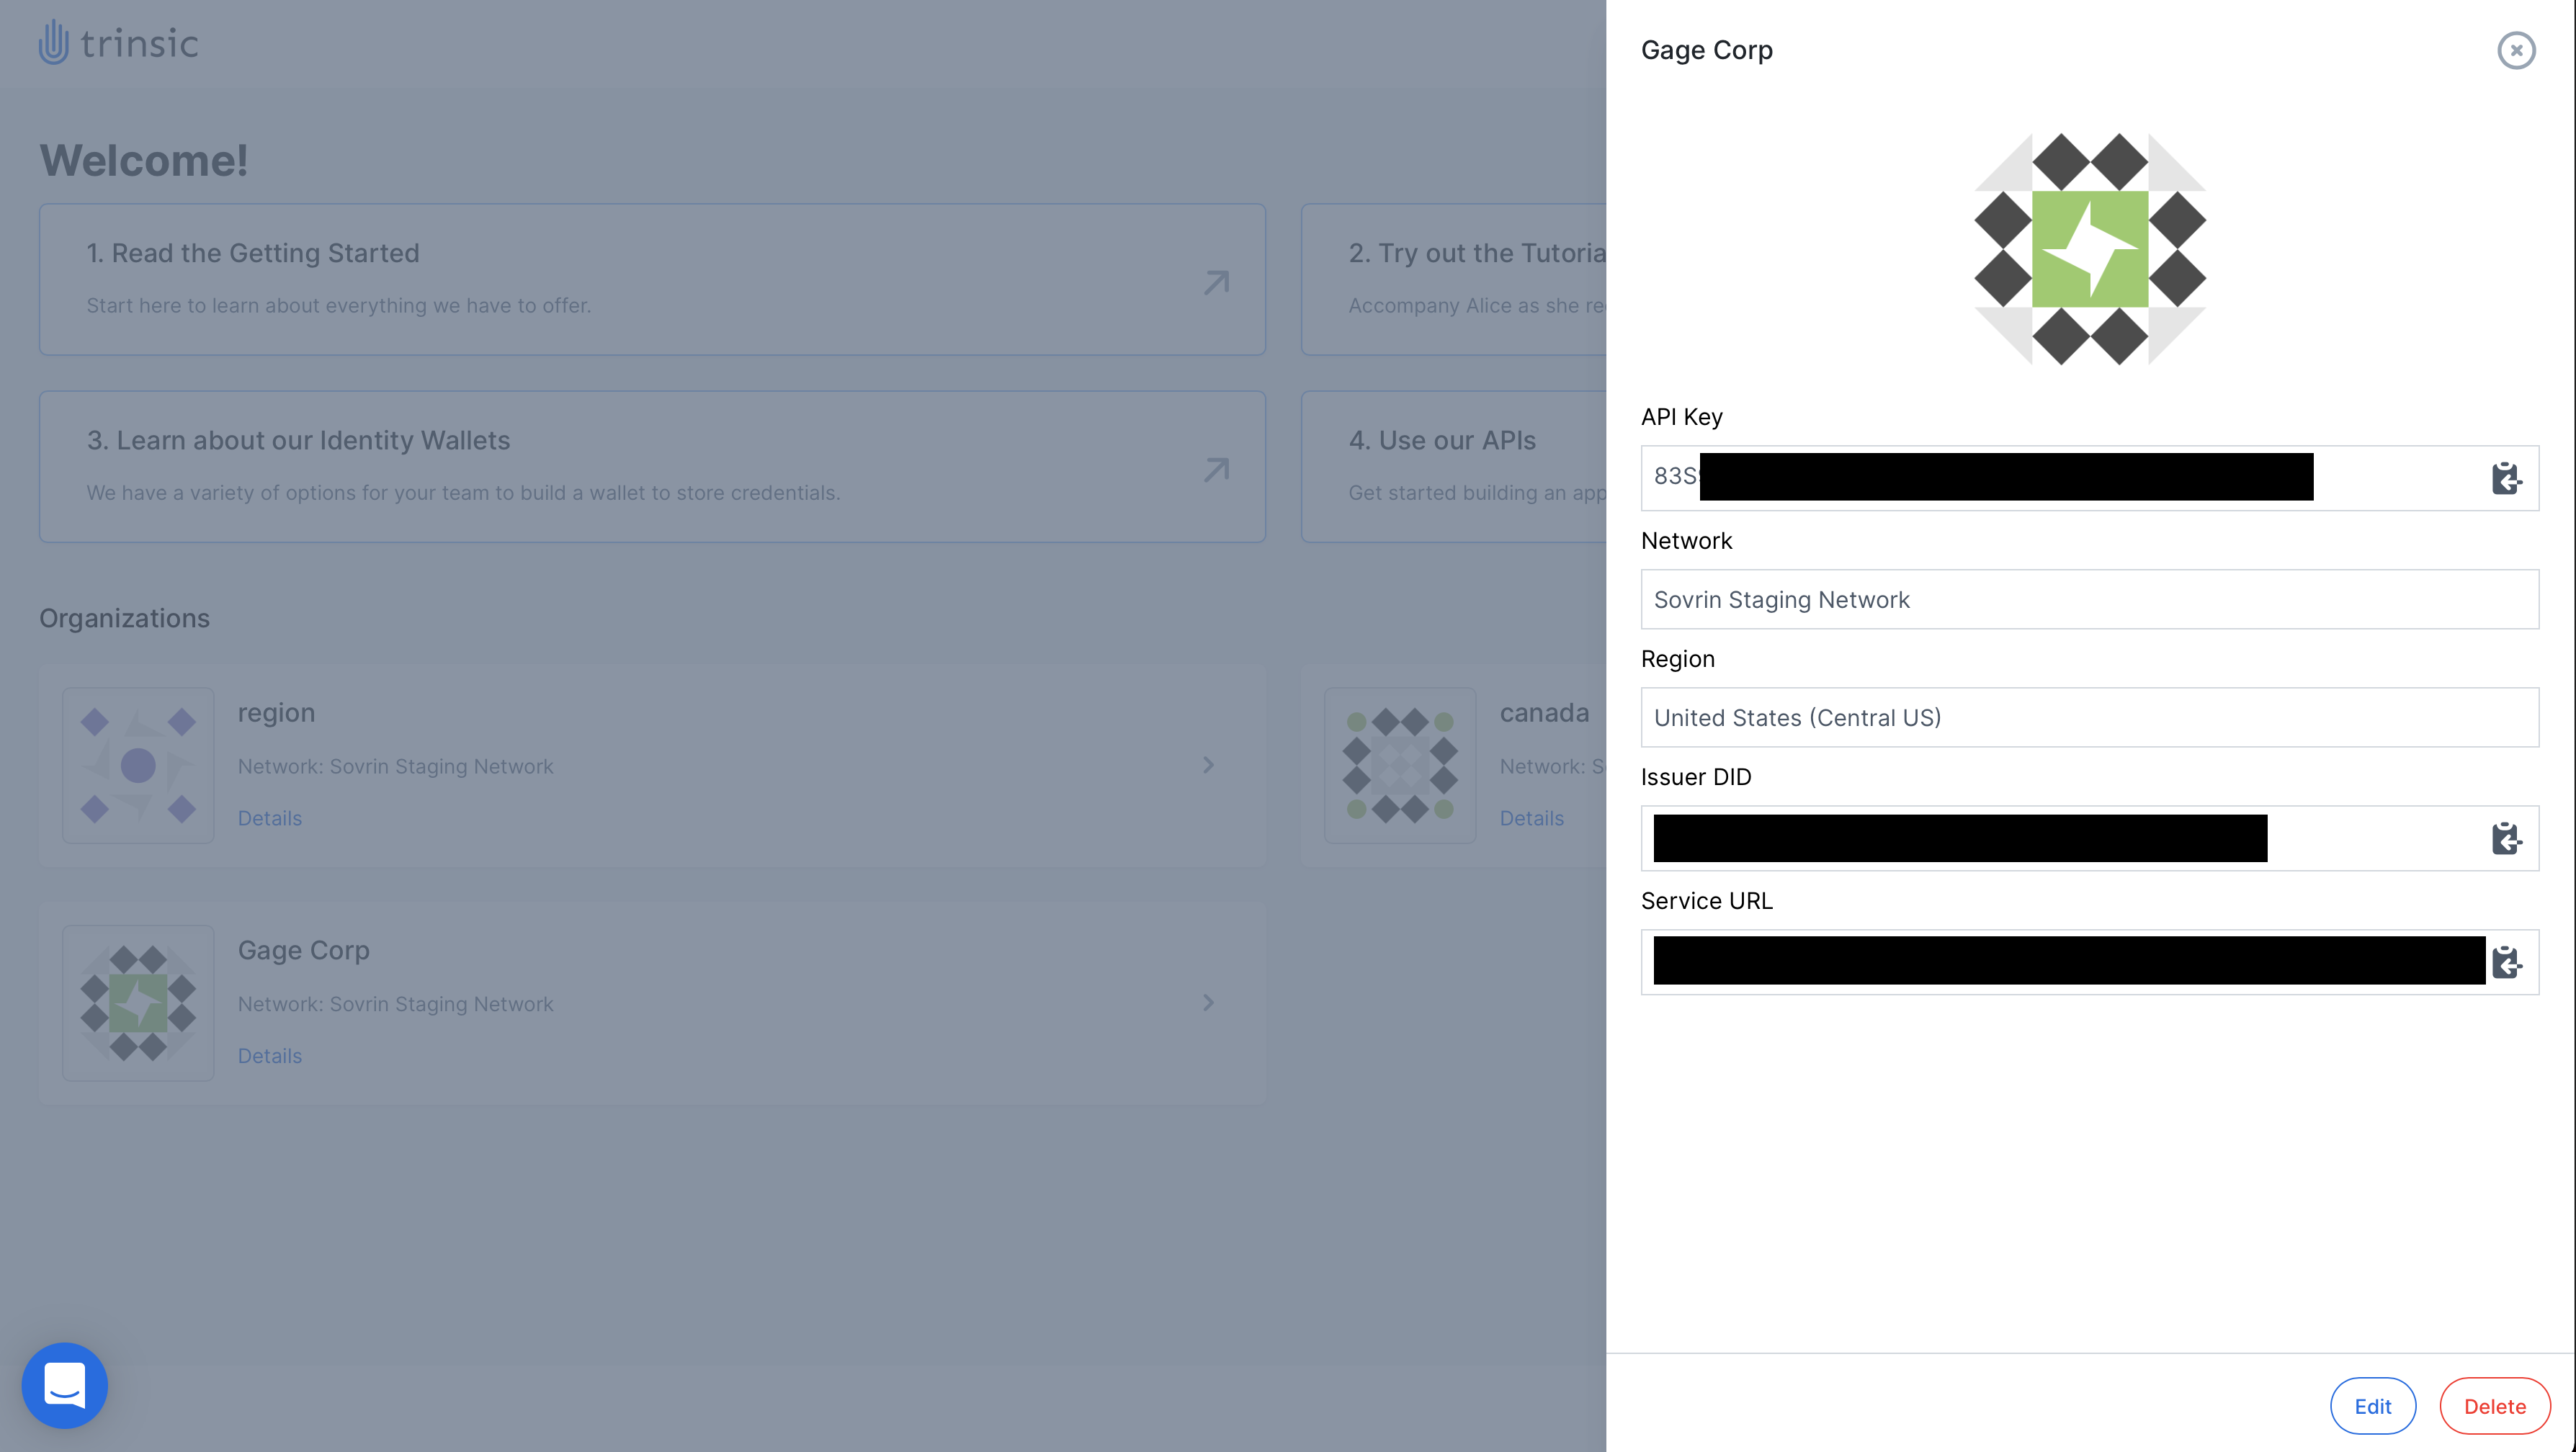 trinsic
Welcome!
1. Read the Getting Started
Start here to learn about everything we have to offer.
2. Try out the Tutoria
Accompany Alice as she re
3. Learn about our Identity Wallets
We have a variety of options for your team to build a wallet to store credentials.
4. Use our APIs
Get started building an app
Organizations
region
Network: Sovrin Staging Network
Details
canada
Network: S
Details
Gage Corp
Network: Sovrin Staging Network
Details
Gage Corp
API Key
83S
Network
Sovrin Staging Network
Region
United States (Central US)
Issuer DID
Service URL
Edit
Delete